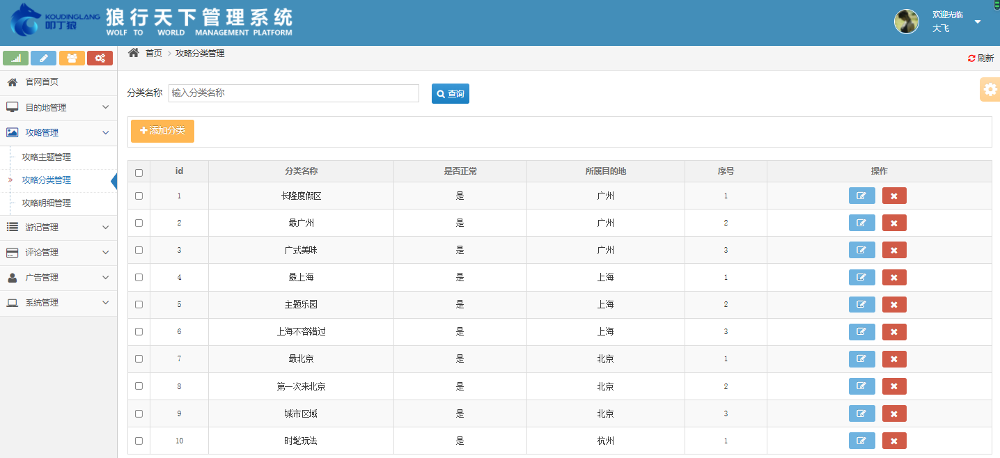 KOUDINGLANG
叩丁狼
狼行天下管理系统
WOLF TO WORLD MANAGEMENT PLATFORM
欢迎光临
大飞
首页 攻略分类管理
刷新
官网首页
目的地管理
攻略管理
攻略主题管理
» 攻略分类管理
攻略明细管理
游记管理
评论管理
广告管理
系统管理
分类名称 输入分类名称 查询
添加分类
id 分类名称 是否正常 所属目的地 序号 操作
1 长隆度假区 是 广州 1
2 最广州 是 广州 2
3 广式美味 是 广州 3
4 最上海 是 上海 1
5 主题乐园 是 上海 2
6 上海不容错过 是 上海 3
7 最北京 是 北京 1
8 第一次来北京 是 北京 2
9 城市区域 是 北京 3
10 时髦玩法 是 杭州 1